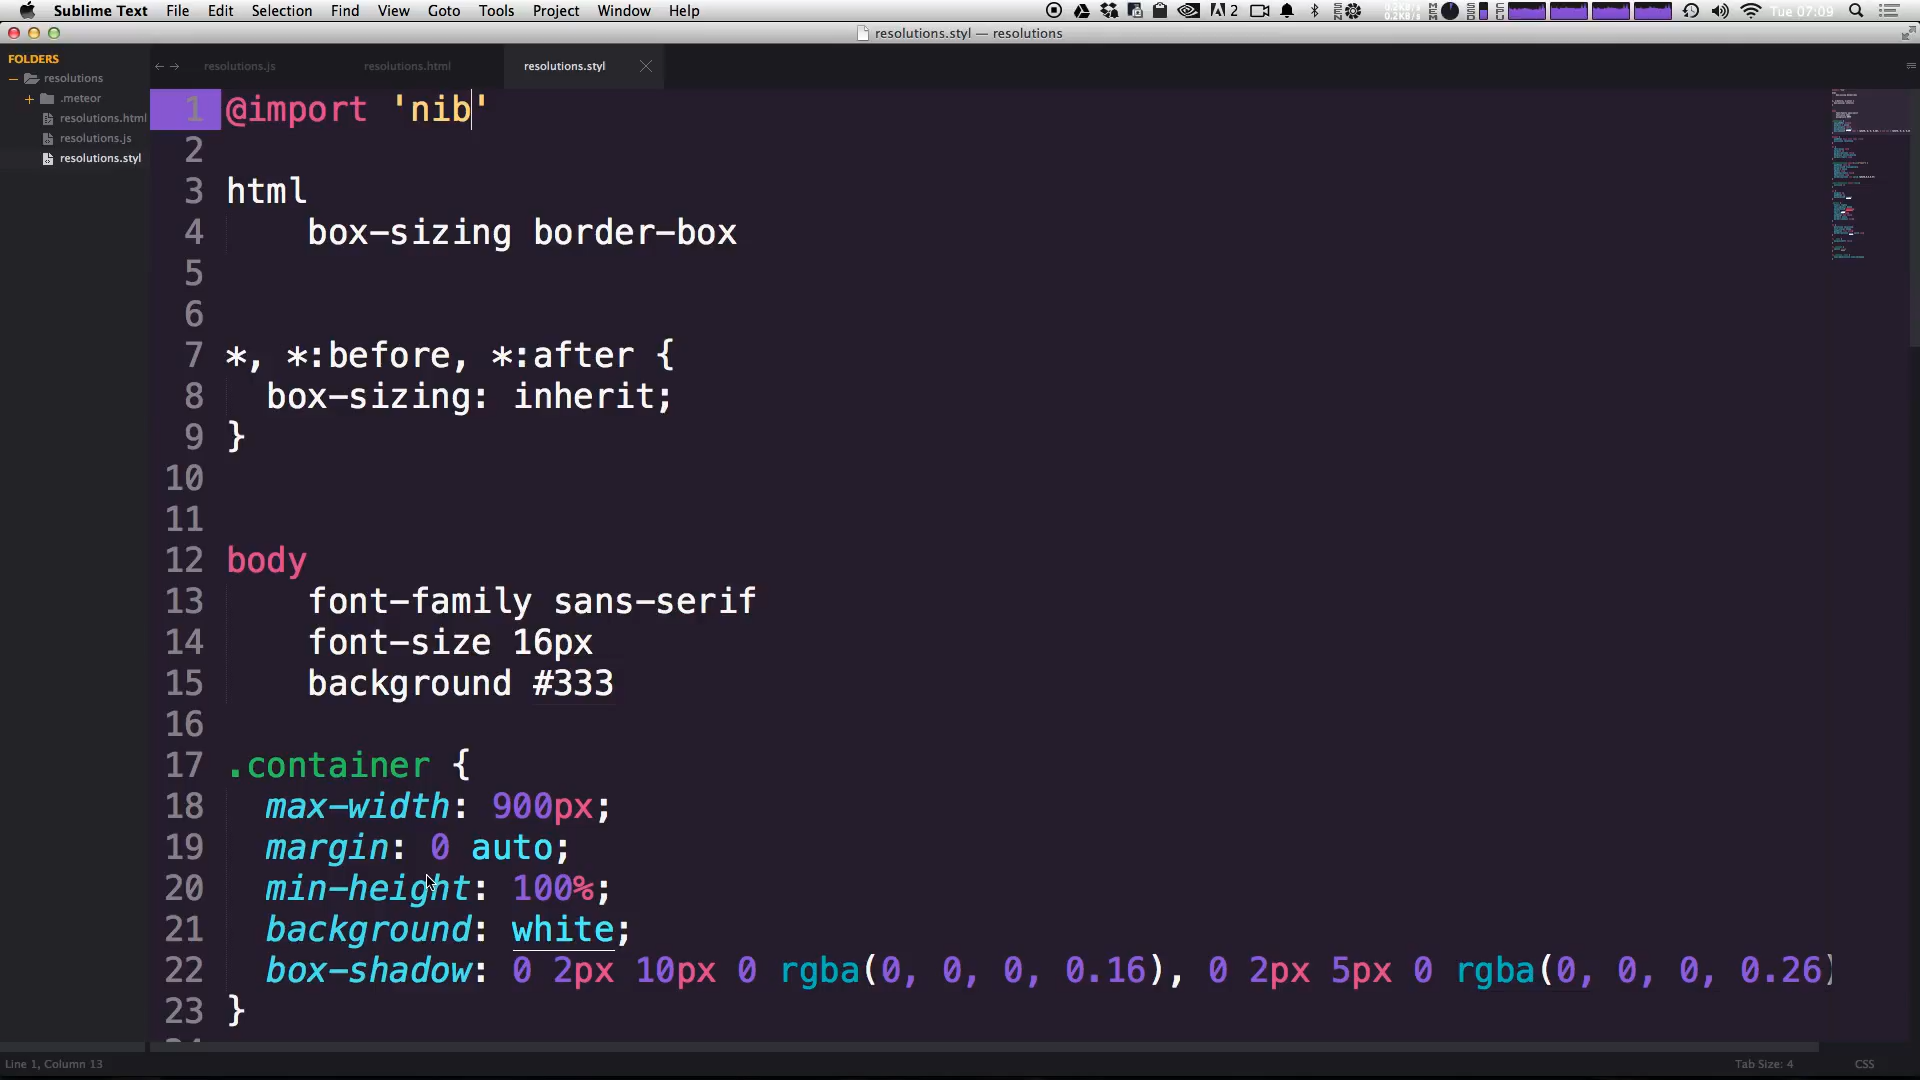 Sublime Text File Edit Selection Find View Goto Tools Project Window Help 2 Tue 07:09
resolutions.styl — resolutions
FOLDERS
resolutions
.meteor
resolutions.html
resolutions.js
resolutions.styl
resolutions.js resolutions.html resolutions.styl
1 @import 'nib'
2
3 html
4 box-sizing border-box
5
6
7 *, *:before, *:after {
8 box-sizing: inherit;
9 }
10
11
12 body
13 font-family sans-serif
14 font-size 16px
15 background #333
16
17 .container {
18 max-width: 900px;
19 margin: 0 auto;
20 min-height: 100%;
21 background: white;
22 box-shadow: 0 2px 10px 0 rgba(0, 0, 0, 0.16), 0 2px 5px 0 rgba(0, 0, 0, 0.26)
23 }
Line 1, Column 13 Tab Size: 4 CSS